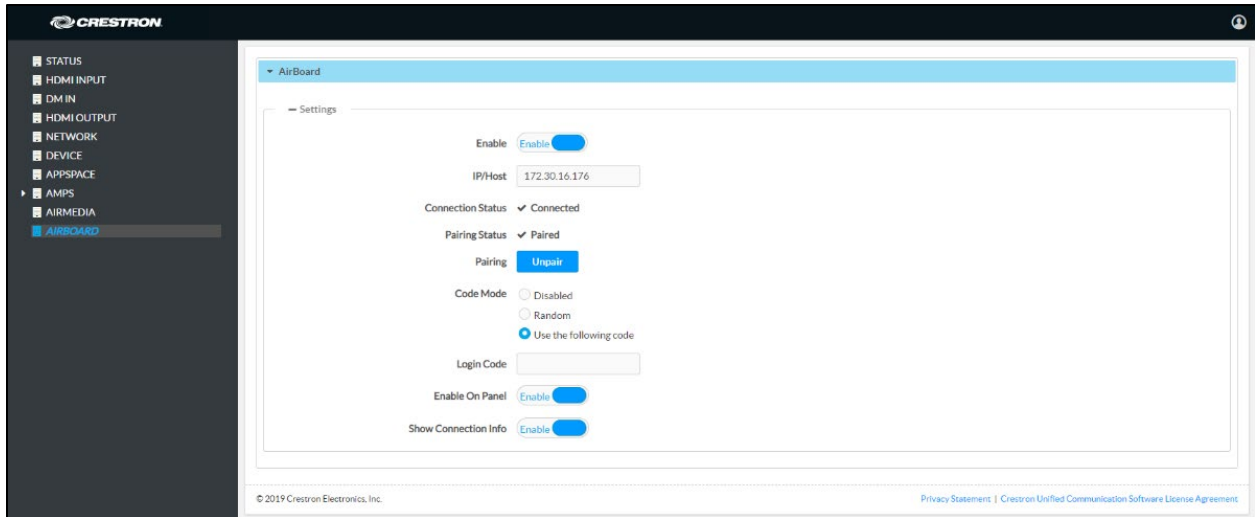 CRESTRON
STATUS
HDMI INPUT
DM IN
HDMI OUTPUT
NETWORK
DEVICE
APPSPACE
AMPS
AIRMEDIA
AIRBOARD
AirBoard
Settings
Enable Enable
IP/Host 172.30.16.176
Connection Status ✔ Connected
Pairing Status ✔ Paired
Pairing Unpair
Code Mode Disabled
Random
Use the following code
Login Code
Enable On Panel Enable
Show Connection Info Enable
© 2019 Crestron Electronics, Inc. Privacy Statement | Crestron Unified Communication Software License Agreement